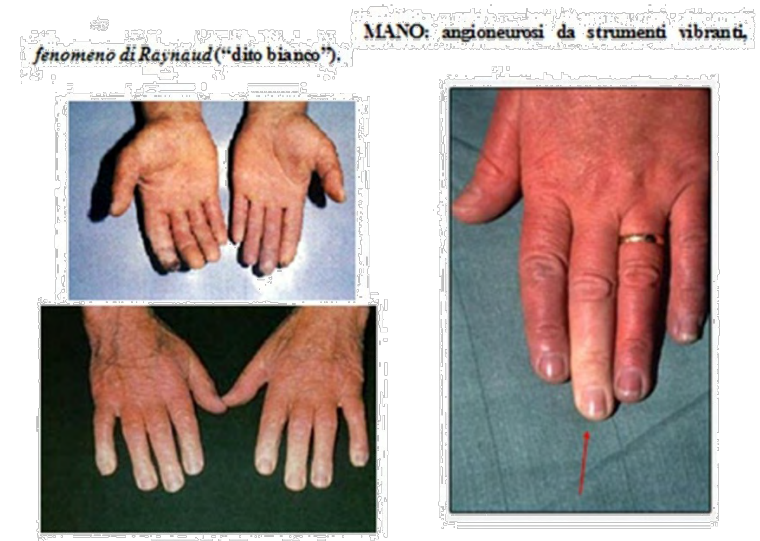 MANO: angioneurosi da strumenti vibranti,
fenomeno di Raynaud (“dito bianco”).